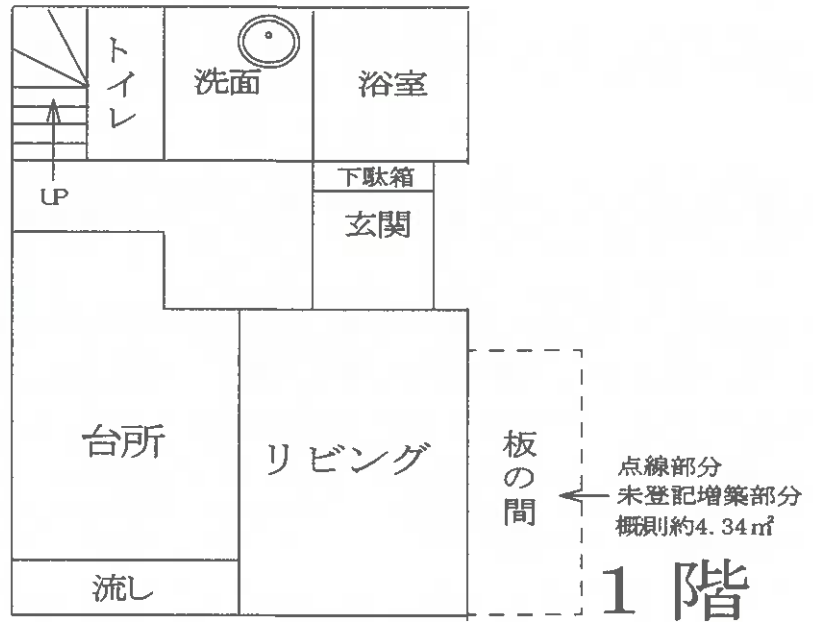 トイレ
洗面
浴室
UP
下駄箱
玄関
台所
リビング
板の間
点線部分
未登記増築部分
概則約4.34㎡
流し
1 階